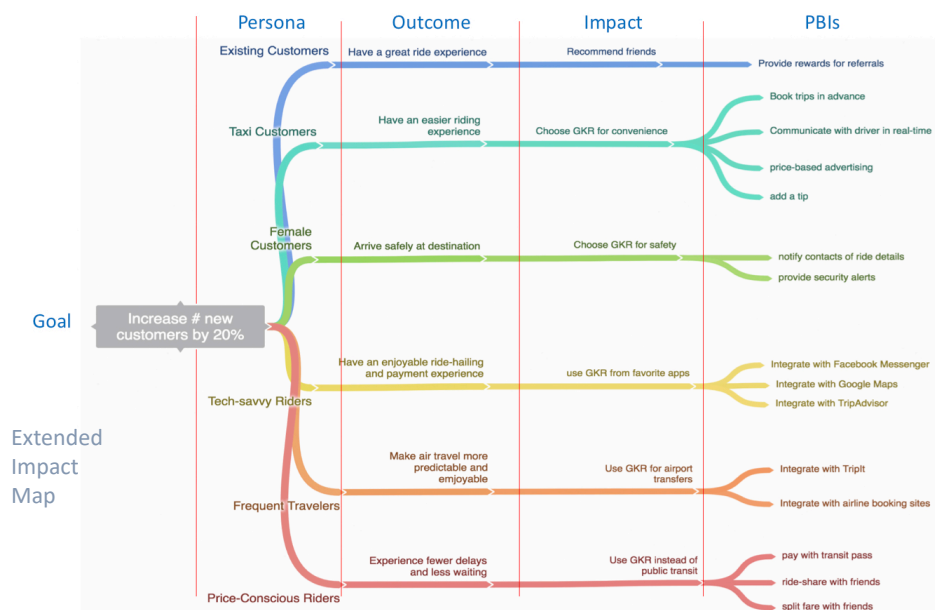 Persona
Outcome
Impact
PBIs
Existing Customers
Have a great ride experience
Recommend friends
Provide rewards for referrals
Taxi Customers
Have an easier riding
experience
Choose GKR for convenience
Book trips in advance
Communicate with driver in real-time
price-based advertising
add a tip
Female
Customers
Arrive safely at destination
Choose GKR for safety
notify contacts of ride details
provide security alerts
Goal
Increase # new
customers by 20%
Tech-savvy Riders
Have an enjoyable ride-hailing
and payment experience
use GKR from favorite apps
Integrate with Facebook Messenger
Integrate with Google Maps
Integrate with TripAdvisor
Extended
Impact
Map
Frequent Travelers
Make air travel more
predictable and
emjoyable
Use GKR for airport
transfers
Integrate with TripIt
Integrate with airline booking sites
Price-Conscious Riders
Experience fewer delays
and less waiting
Use GKR instead of
public transit
pay with transit pass
ride-share with friends
split fare with friends